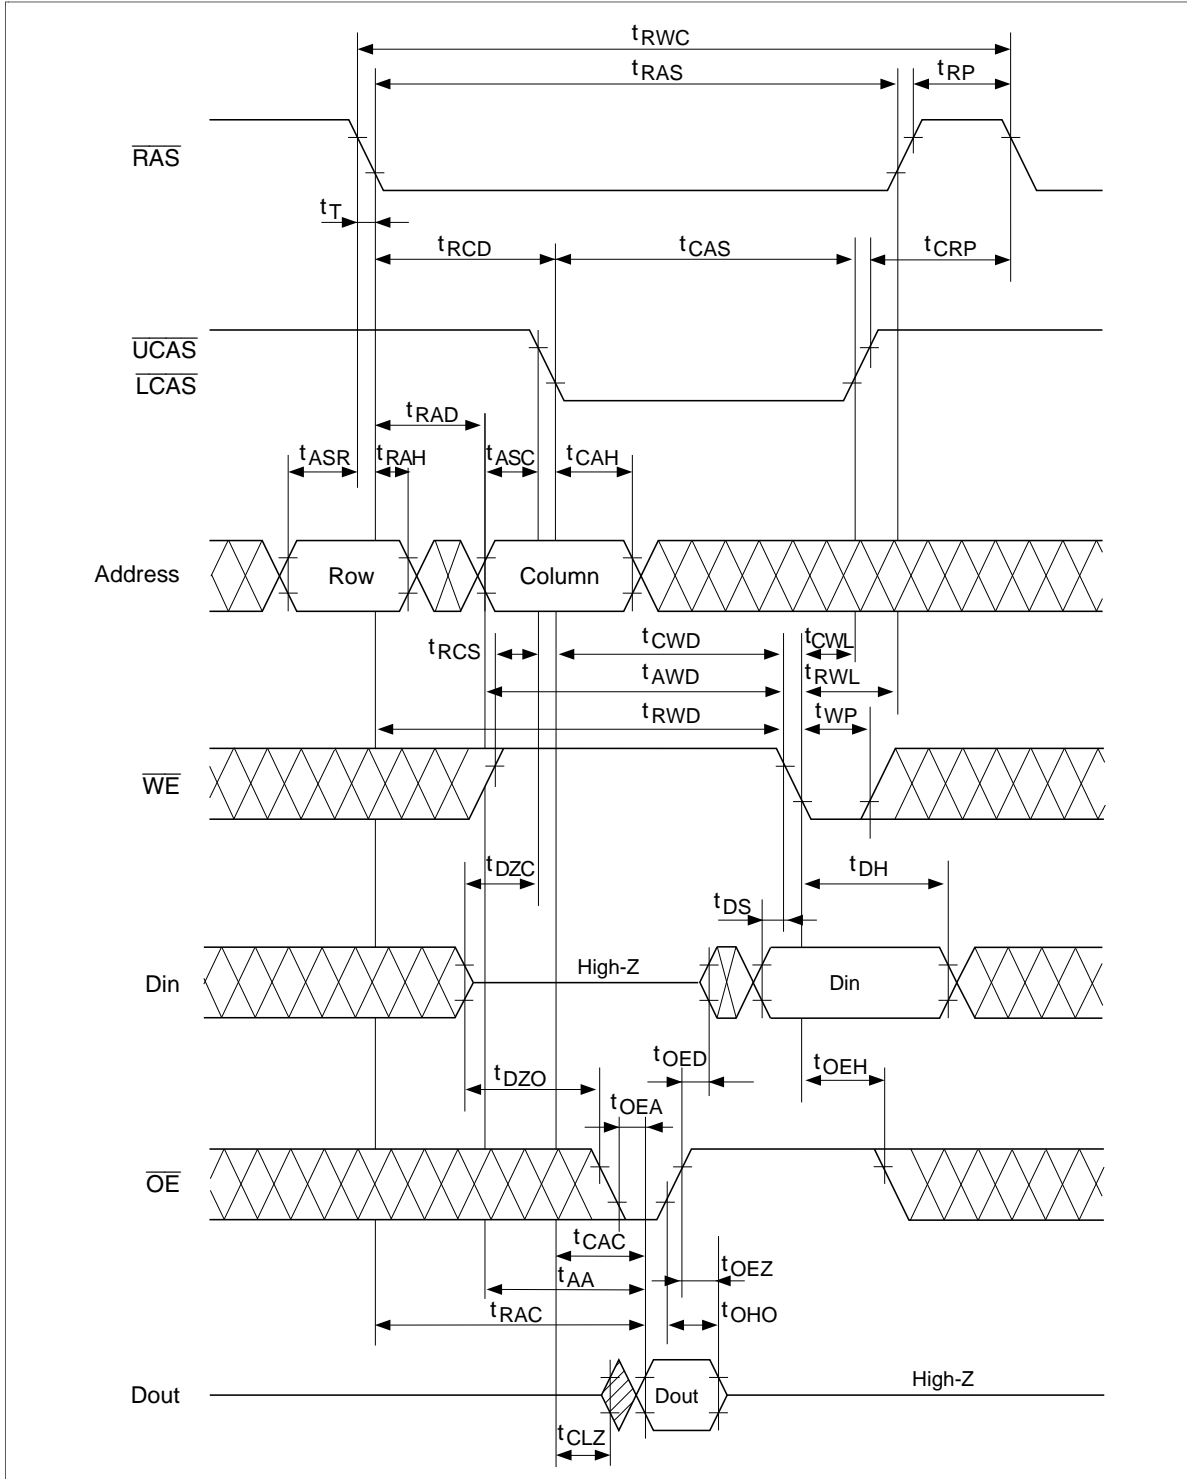 tRWC
tRAS
tRP
RAS
tT
tRCD
tCAS
tCRP
UCAS
LCAS
tRAD
tASR
tRAH
tASC
tCAH
Address
Row
Column
tRCS
tCWD
tCWL
tAWD
tRWL
tRWD
tWP
WE
tDZC
tDH
tDS
Din
High-Z
Din
tOED
tOEH
tDZO
tOEA
OE
tCAC
tAA
tOEZ
tRAC
tOHO
Dout
Dout
High-Z
tCLZ